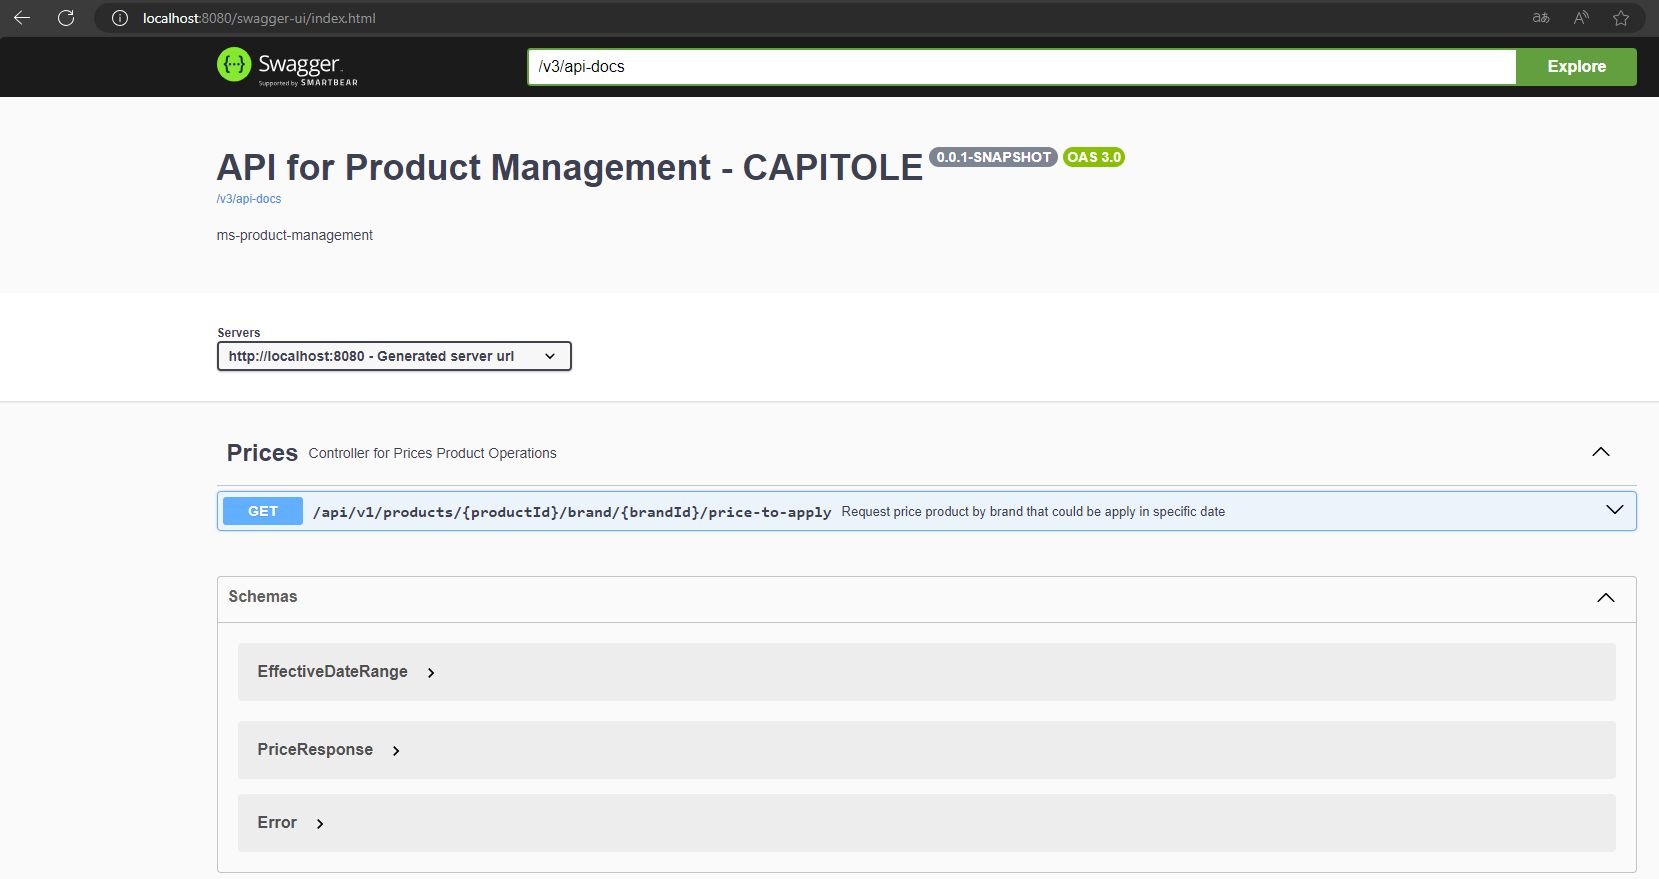 localhost:8080/swagger-ui/index.html
Swagger
Supported by SMARTBEAR
/v3/api-docs
Explore
API for Product Management - CAPITOLE 0.0.1-SNAPSHOT OAS 3.0
/v3/api-docs
ms-product-management
Servers
http://localhost:8080 - Generated server url
Prices Controller for Prices Product Operations
GET /api/v1/products/{productId}/brand/{brandId}/price-to-apply Request price product by brand that could be apply in specific date
Schemas
EffectiveDateRange
PriceResponse
Error